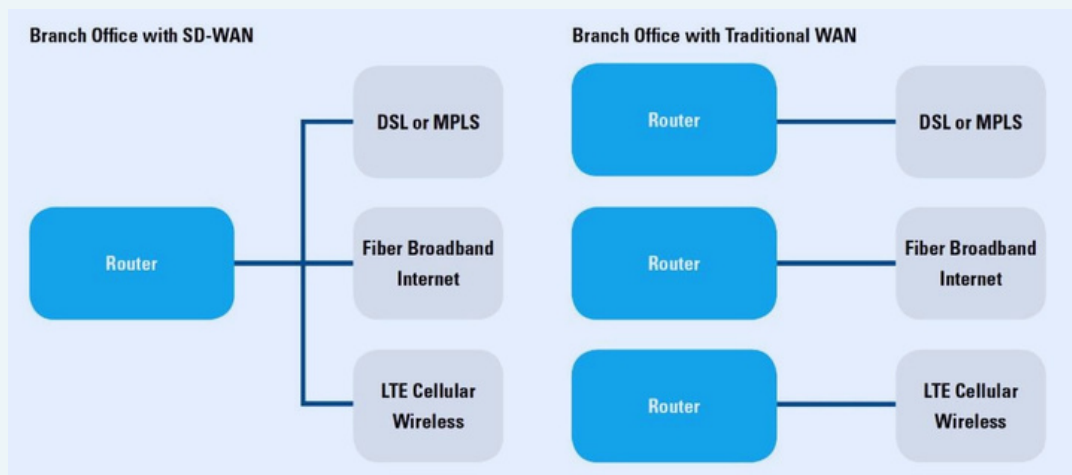 Branch Office with SD-WAN
Router
DSL or MPLS
Fiber Broadband
Internet
LTE Cellular
Wireless
Branch Office with Traditional WAN
Router
DSL or MPLS
Router
Fiber Broadband
Internet
Router
LTE Cellular
Wireless